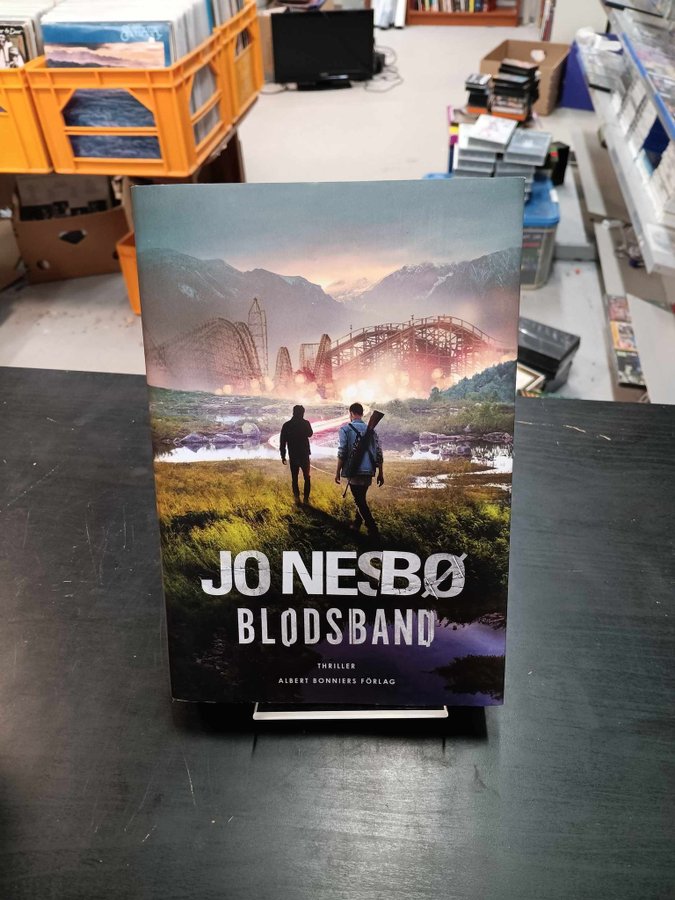 JO NESBØ
BLODSBAND
THRILLER
ALBERT BONNIERS FÖRLAG